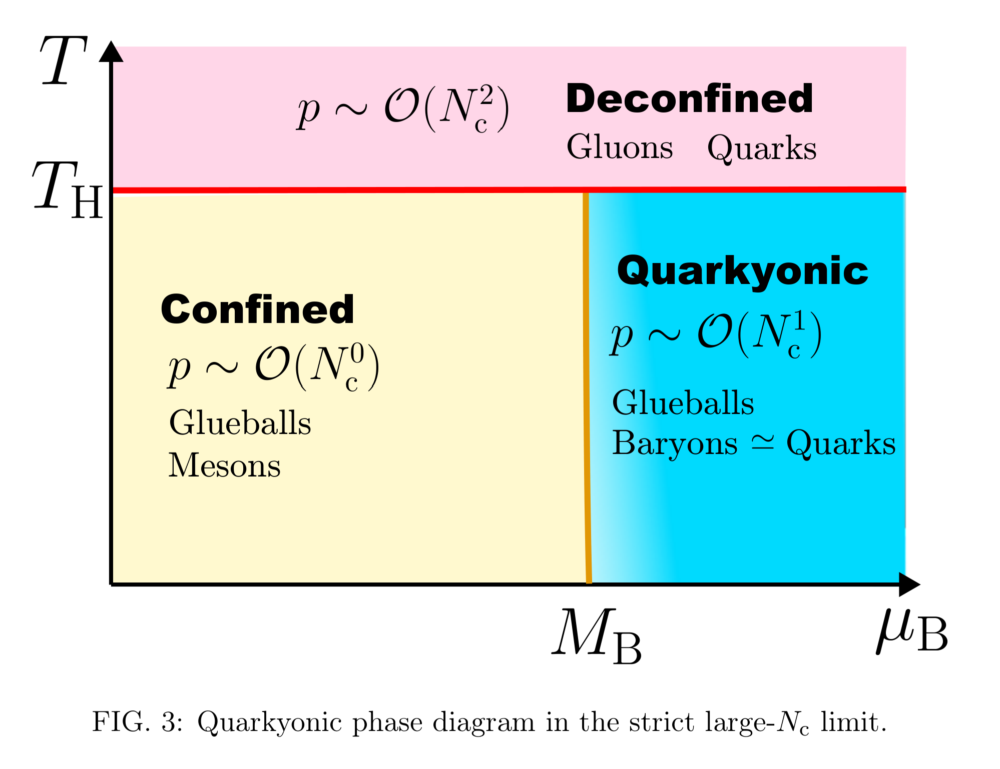 T
p ∼ 𝒪(N_c^2)
Deconfined
Gluons Quarks
T_H
Quarkyonic
p ∼ 𝒪(N_c^1)
Glueballs
Baryons ≃ Quarks
Confined
p ∼ 𝒪(N_c^0)
Glueballs
Mesons
M_B
μ_B
FIG. 3: Quarkyonic phase diagram in the strict large-N_c limit.